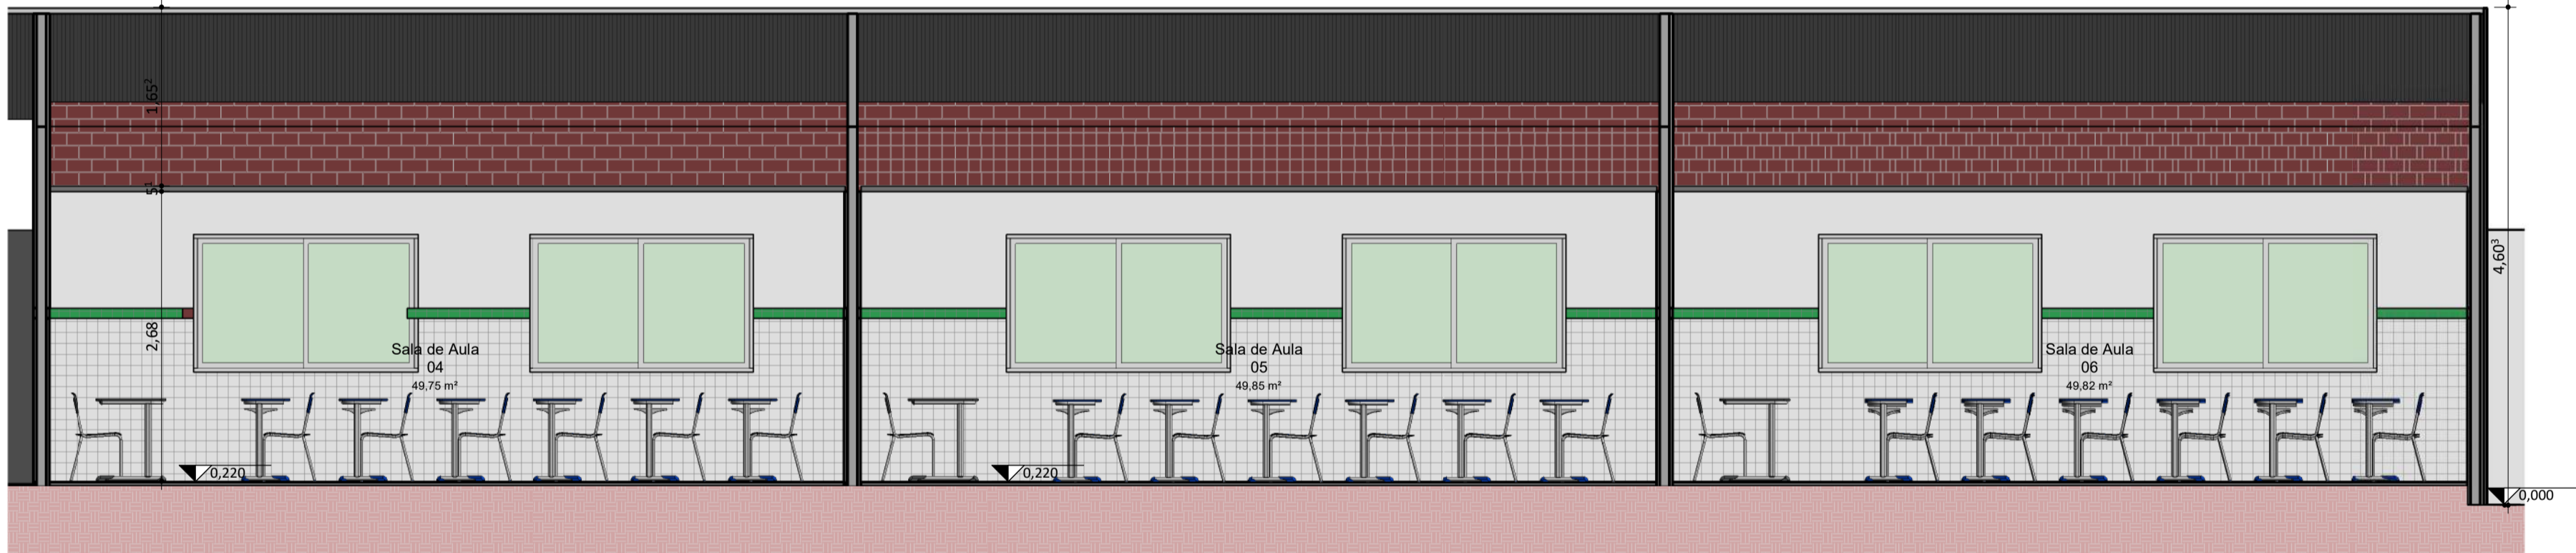 1,65²
5¹
2,68
4,60³
Sala de Aula
04
49,75 m²
Sala de Aula
05
49,85 m²
Sala de Aula
06
49,82 m²
0,220
0,220
0,000